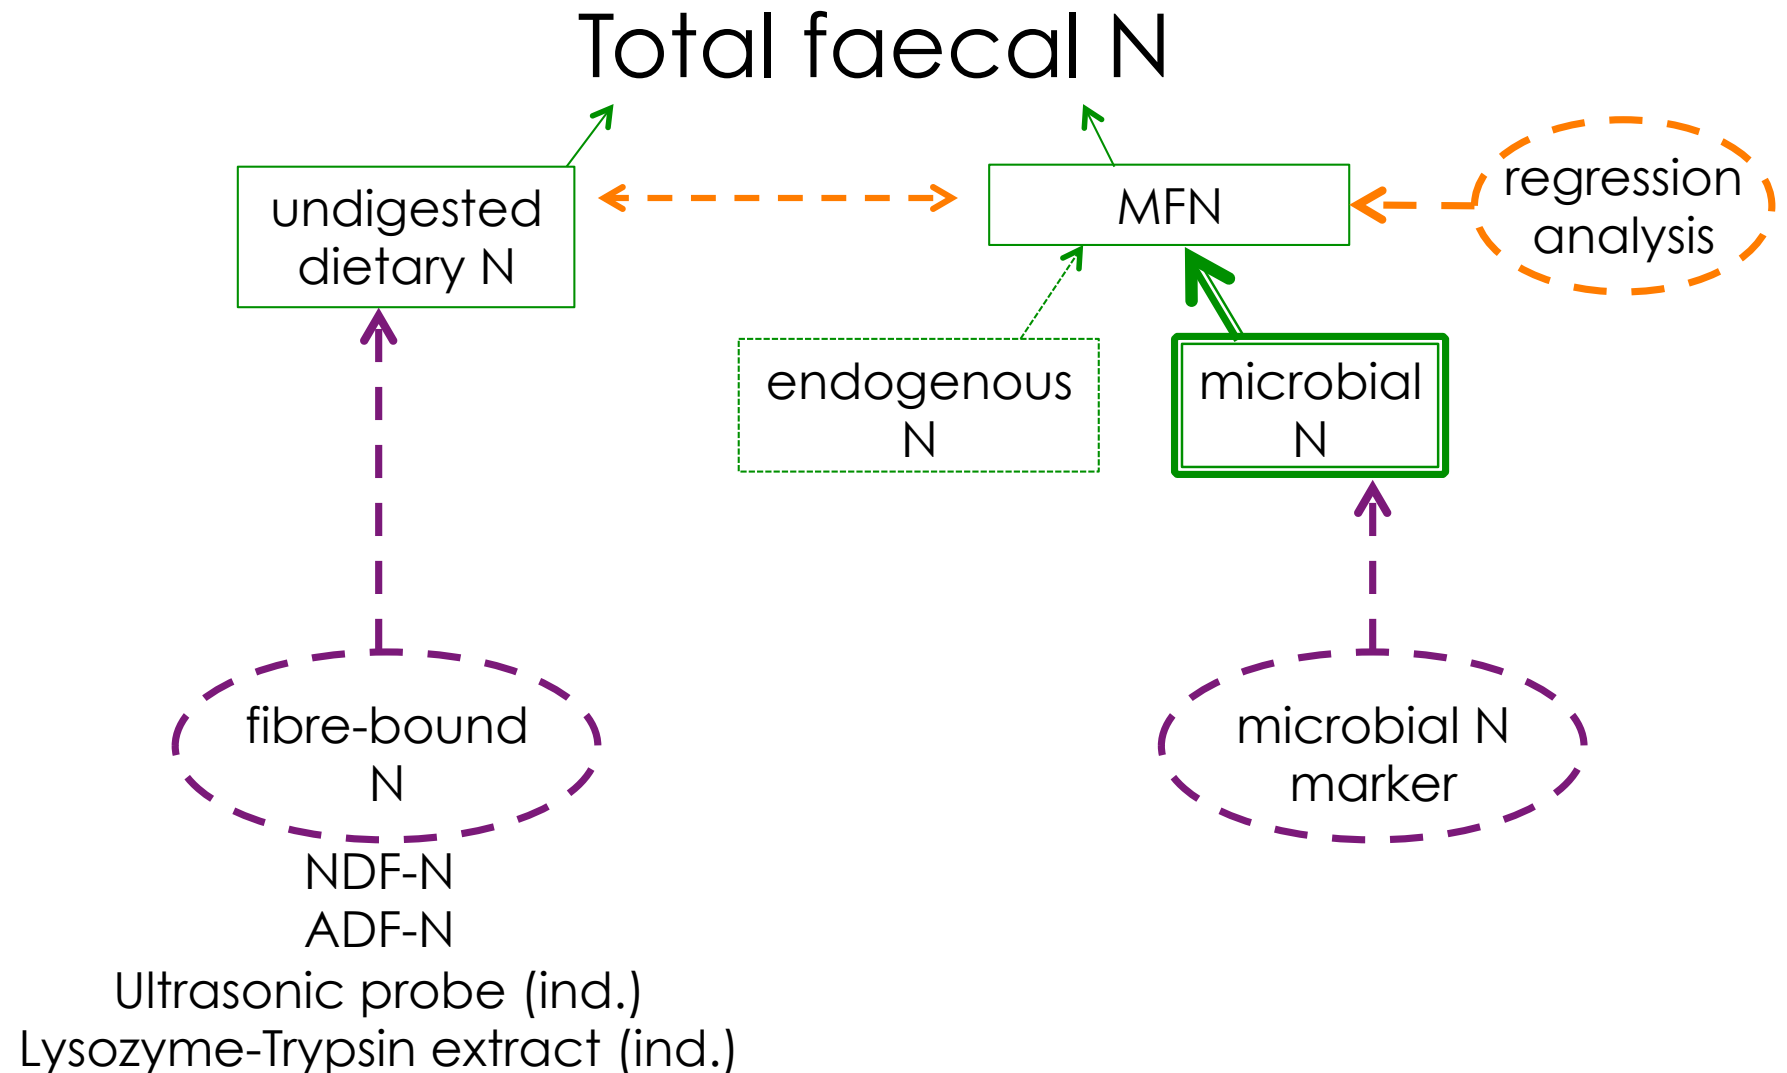 Total faecal N
undigested
dietary N
MFN
regression
analysis
endogenous
N
microbial
N
fibre-bound
N
microbial N
marker
NDF-N
ADF-N
Ultrasonic probe (ind.)
Lysozyme-Trypsin extract (ind.)